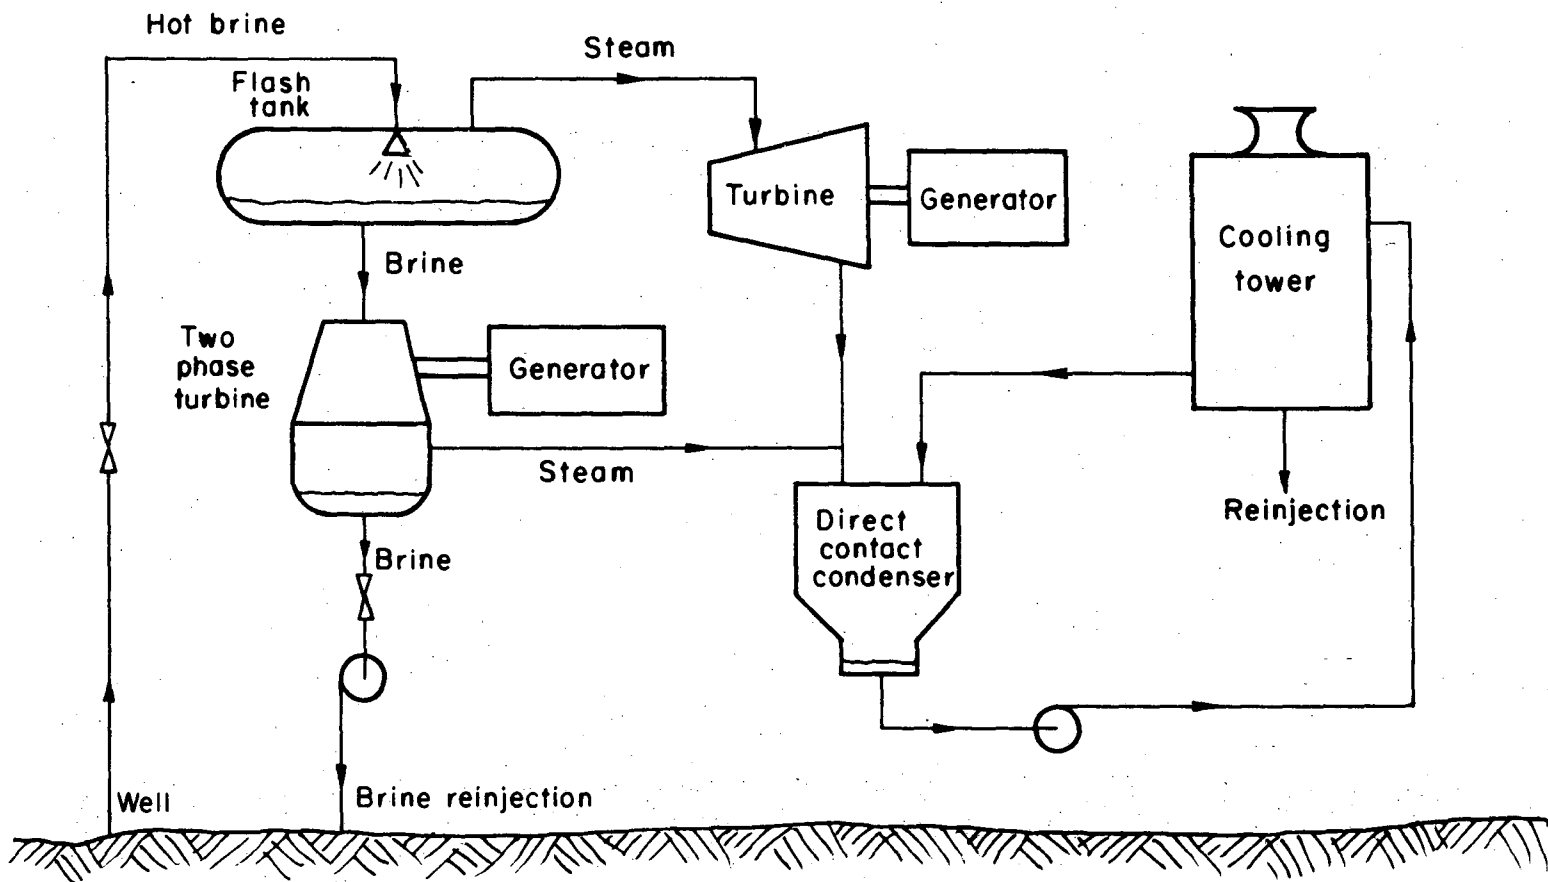 Hot brine
Steam
Flash
tank
Turbine
Generator
Cooling
tower
Brine
Two
phase
turbine
Generator
Steam
Reinjection
Direct
contact
condenser
Brine
Well
Brine reinjection